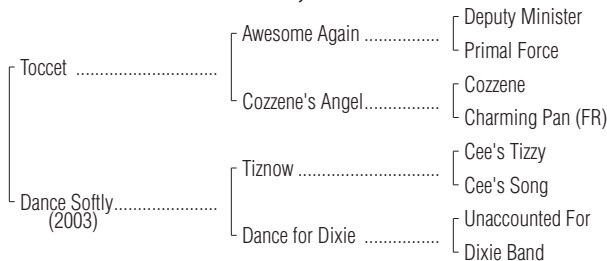 Deputy Minister
Awesome Again ................
Primal Force
Toccet ..............................
Cozzene
Cozzene's Angel................
Charming Pan (FR)
Cee's Tizzy
Tiznow ..............................
Cee's Song
Dance Softly......................
(2003)
Unaccounted For
Dance for Dixie ................
Dixie Band